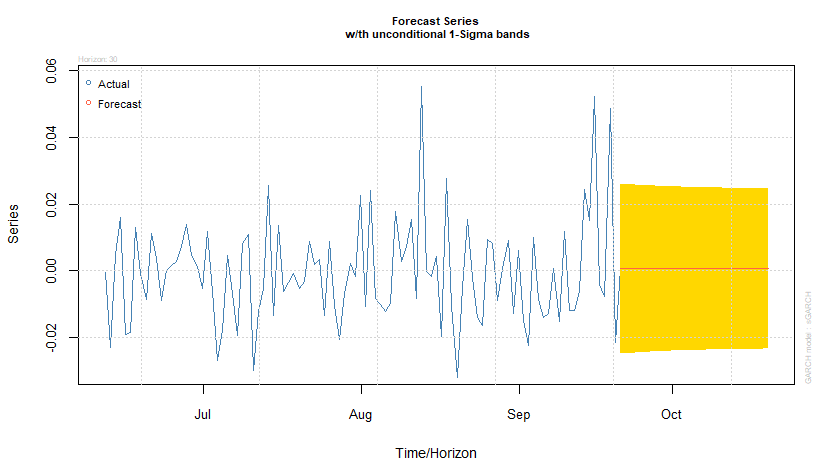 Forecast Series
w/th unconditional 1-Sigma bands
Horizon: 30
Actual
Forecast
0.06
0.04
0.02
0.00
-0.02
Series
Jul
Aug
Sep
Oct
Time/Horizon
GARCH model : sGARCH